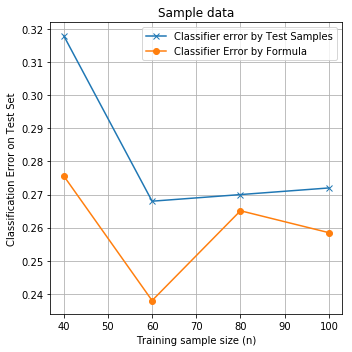 Sample data
Classifier error by Test Samples
Classifier Error by Formula
Classification Error on Test Set
0.32
0.31
0.30
0.29
0.28
0.27
0.26
0.25
0.24
40 50 60 70 80 90 100
Training sample size (n)